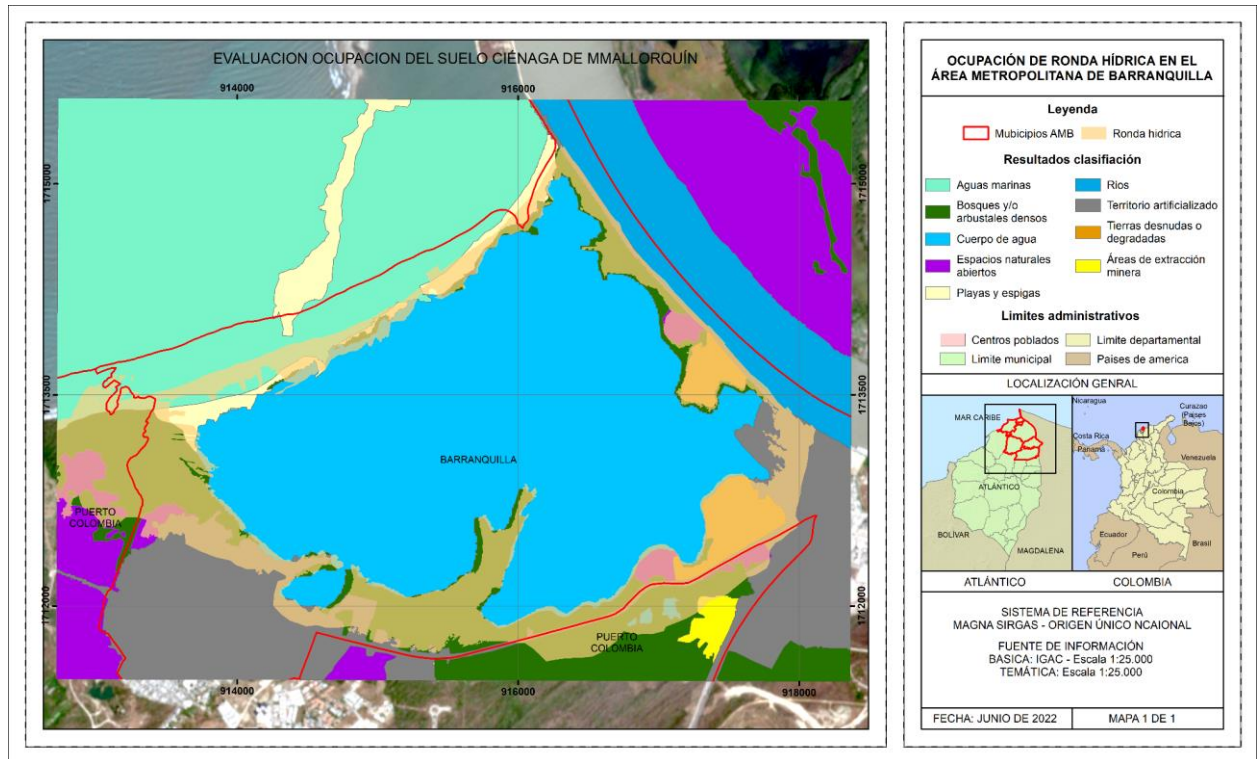 EVALUACION OCUPACION DEL SUELO CIÉNAGA DE MMALLORQUÍN
914000
916000
1715000
1715000
1713500
1713500
BARRANQUILLA
PUERTO
COLOMBIA
1712000
1712000
PUERTO
COLOMBIA
914000
916000
918000
OCUPACIÓN DE RONDA HÍDRICA EN EL
ÁREA METROPOLITANA DE BARRANQUILLA
Leyenda
Mubicipios AMB
Ronda hidrica
Resultados clasifiación
Aguas marinas
Bosques y/o
arbustales densos
Cuerpo de agua
Espacios naturales
abiertos
Playas y espigas
Rios
Territorio artificializado
Tierras desnudas o
degradadas
Áreas de extracción
minera
Limites administrativos
Centros poblados
Limite departamental
Limite municipal
Paises de america
LOCALIZACIÓN GENRAL
MAR CARIBE
ATLÁNTICO
BOLÍVAR
MAGDALENA
Nicaragua
Curazao
(Paises
Bajos)
Costa Rica
Panamá
Venezuela
Colombia
Ecuador
Perú
Brasil
ATLÁNTICO
COLOMBIA
SISTEMA DE REFERENCIA
MAGNA SIRGAS - ORIGEN ÚNICO NCAIONAL
FUENTE DE INFORMACIÓN
BASICA: IGAC - Escala 1:25.000
TEMÁTICA: Escala 1:25.000
FECHA: JUNIO DE 2022
MAPA 1 DE 1